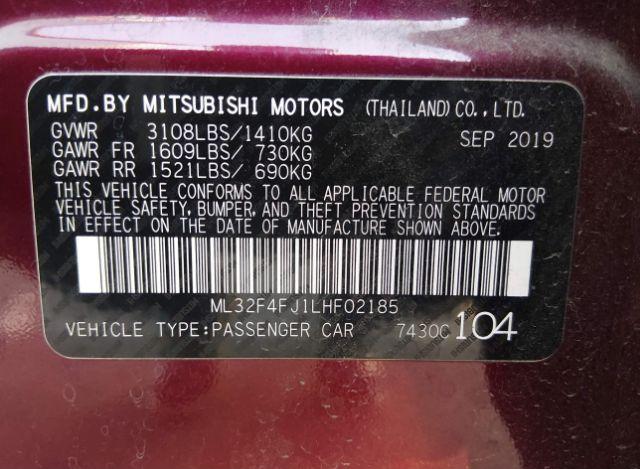 MFD.BY MITSUBISHI MOTORS (THAILAND) CO., LTD.
GVWR 3108LBS/1410KG SEP 2019
GAWR FR 1609LBS/ 730KG
GAWR RR 1521LBS/ 690KG
THIS VEHICLE CONFORMS TO ALL APPLICABLE FEDERAL MOTOR
VEHICLE SAFETY, BUMPER, AND THEFT PREVENTION STANDARDS
IN EFFECT ON THE DATE OF MANUFACTURE SHOWN ABOVE.
ML32F4FJ1LHF02185
VEHICLE TYPE:PASSENGER CAR 7430C 104